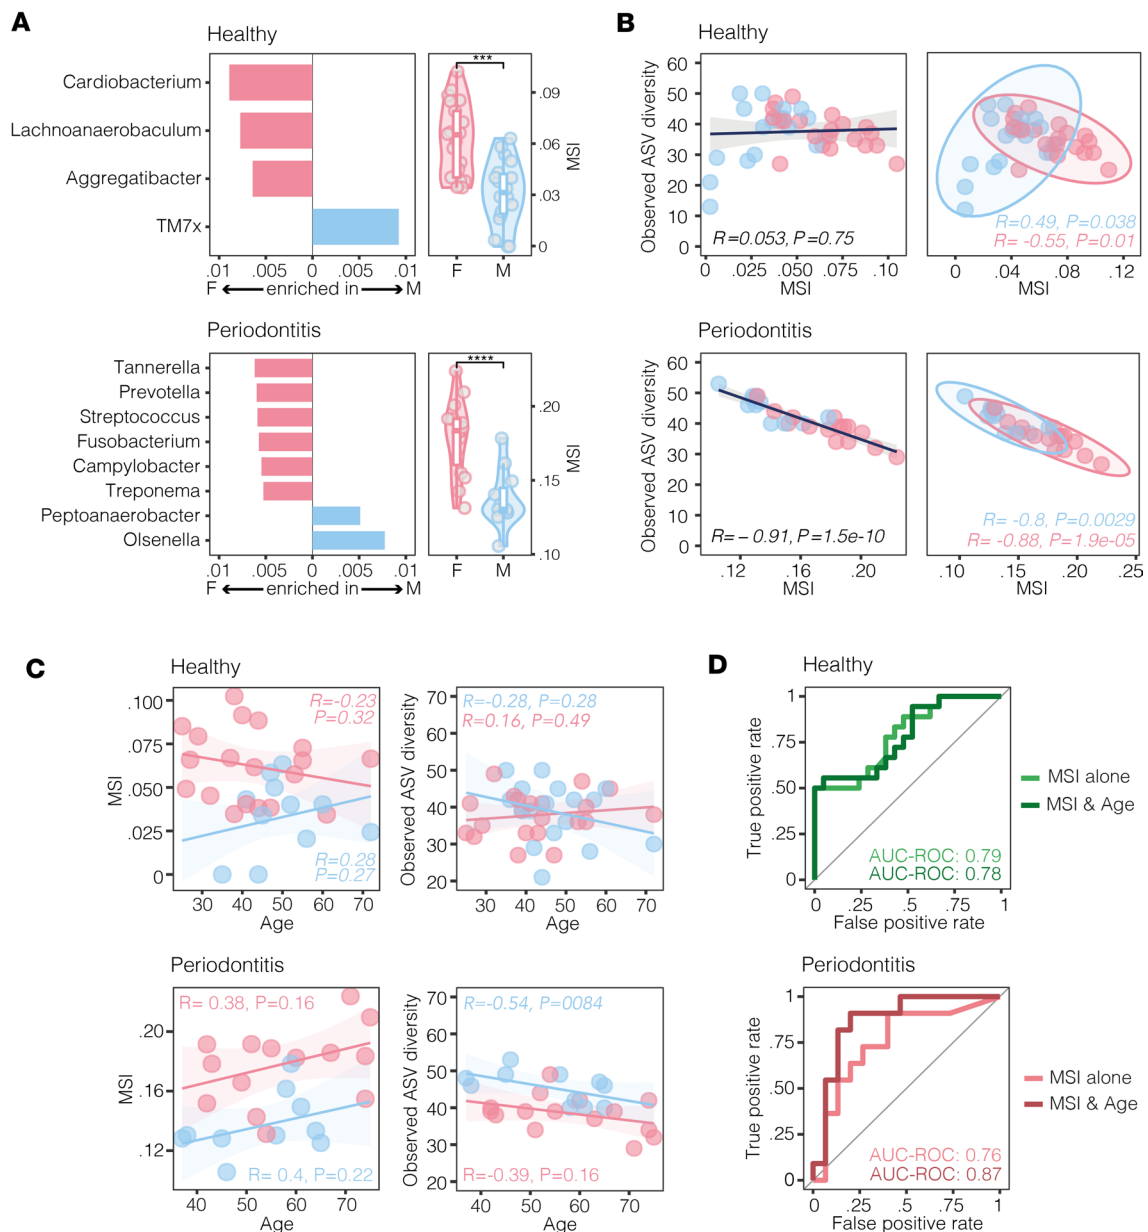 A
Healthy
Cardiobacterium
Lachnoanaerobaculum
Aggregatibacter
TM7x
.01 .005 0 .005 .01
F enriched in M
***
.09
.06
.03
0
MSI
F M
Periodontitis
Tannerella
Prevotella
Streptococcus
Fusobacterium
Campylobacter
Treponema
Peptoanaerobacter
Olsenella
.01 .005 0 .005 .01
F enriched in M
****
.20
.15
.10
MSI
F M
B
Healthy
Observed ASV diversity
60
50
40
30
20
10
0
R=0.053, P=0.75
0 .025 .050 .075 .10
MSI
R=0.49, P=0.038
R= -0.55, P=0.01
0 .04 .08 .12
MSI
Periodontitis
Observed ASV diversity
60
50
40
30
20
10
0
R= – 0.91, P=1.5e-10
.12 .16 .20
MSI
R= -0.8, P=0.0029
R= -0.88, P=1.9e-05
.10 .15 .20 .25
MSI
C
Healthy
MSI
.100
.075
.050
.025
0
R=-0.23
P=0.32
R=0.28
P=0.27
30 40 50 60 70
Age
Observed ASV diversity
70
60
50
40
30
20
R=-0.28, P=0.28
R=0.16, P=0.49
30 40 50 60 70
Age
Periodontitis
MSI
.20
.16
.12
R= 0.38, P=0.16
R= 0.4, P=0.22
40 50 60 70
Age
Observed ASV diversity
70
60
50
40
30
20
R=-0.54, P=0084
R=-0.39, P=0.16
40 50 60 70
Age
D
Healthy
True positive rate
1
.75
.5
.25
0
AUC-ROC: 0.79
AUC-ROC: 0.78
0 .25 .5 .75 1
False positive rate
MSI alone
MSI & Age
Periodontitis
True positive rate
1
.75
.50
.25
0
AUC-ROC: 0.76
AUC-ROC: 0.87
0 .25 .5 .75 1
False positive rate
MSI alone
MSI & Age